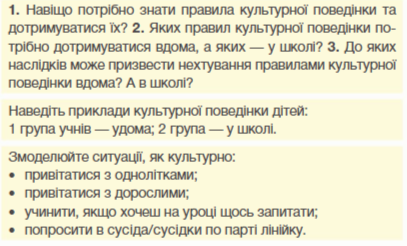 1. Навіщо потрібно знати правила культурної поведінки та
дотримуватися їх? 2. Яких правил культурної поведінки по-
трібно дотримуватися вдома, а яких — у школі? 3. До яких
наслідків може призвести нехтування правилами культурної
поведінки вдома? А в школі?
Наведіть приклади культурної поведінки дітей:
1 група учнів — удома; 2 група — у школі.
Змоделюйте ситуації, як культурно:
• привітатися з однолітками;
• привітатися з дорослими;
• учинити, якщо хочеш на уроці щось запитати;
• попросити в сусіда/сусідки по парті лінійку.